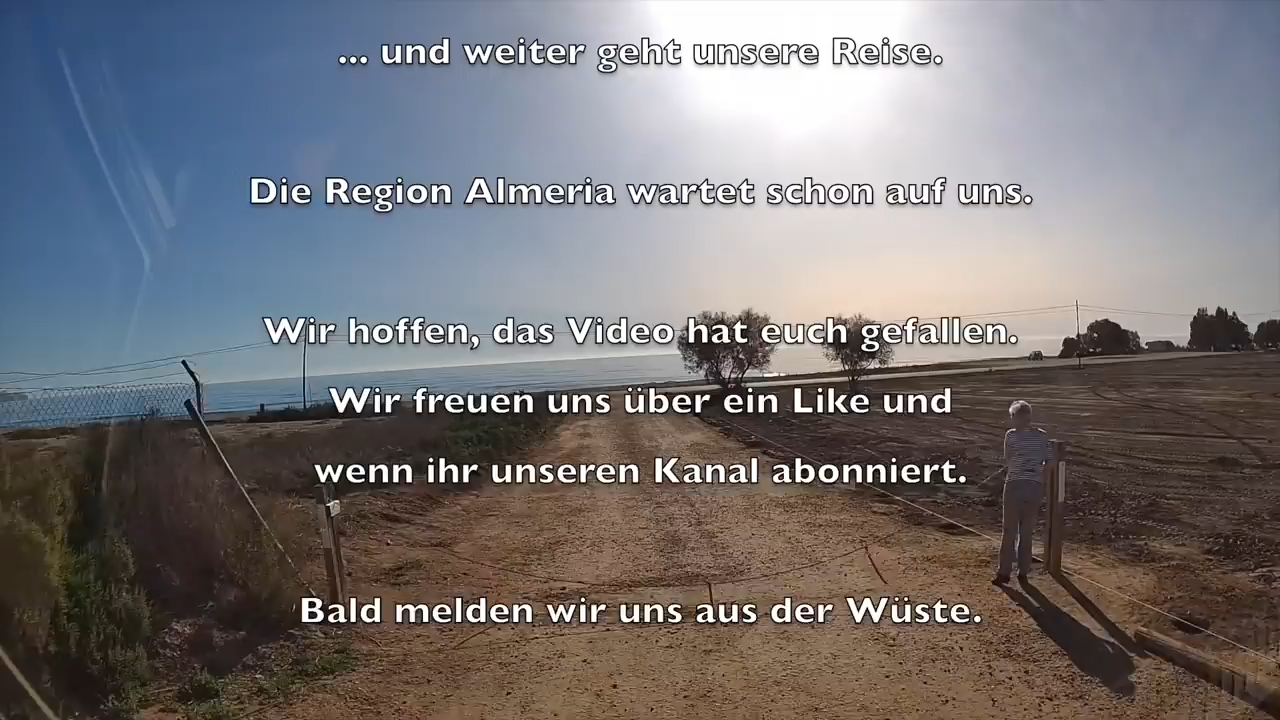 ... und weiter geht unsere Reise.
Die Region Almeria wartet schon auf uns.
Wir hoffen, das Video hat euch gefallen.
Wir freuen uns über ein Like und
wenn ihr unseren Kanal abonniert.
Bald melden wir uns aus der Wüste.